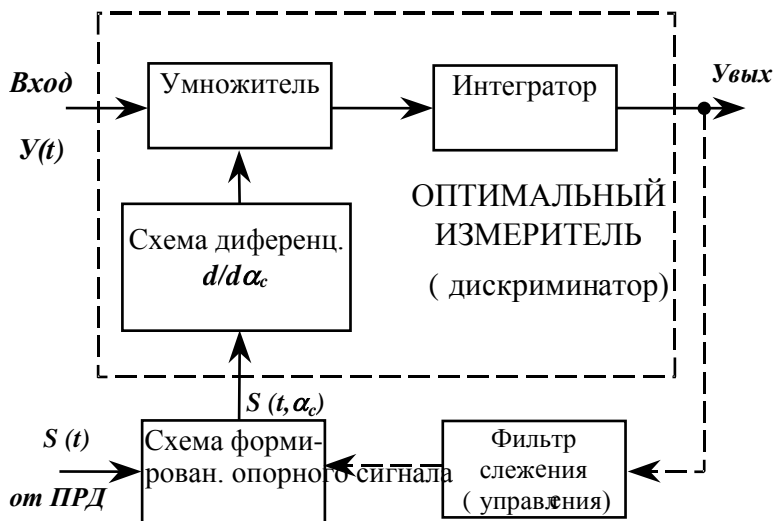 Вход
У(t)
Умножитель
Интегратор
Увых
Схема диференц.
d/dαc
ОПТИМАЛЬНЫЙ
ИЗМЕРИТЕЛЬ
( дискриминатор)
S (t, αc)
S (t)
от ПРД
Схема форми-
рован. опорного сигнала
Фильтр
слежения
( управления)